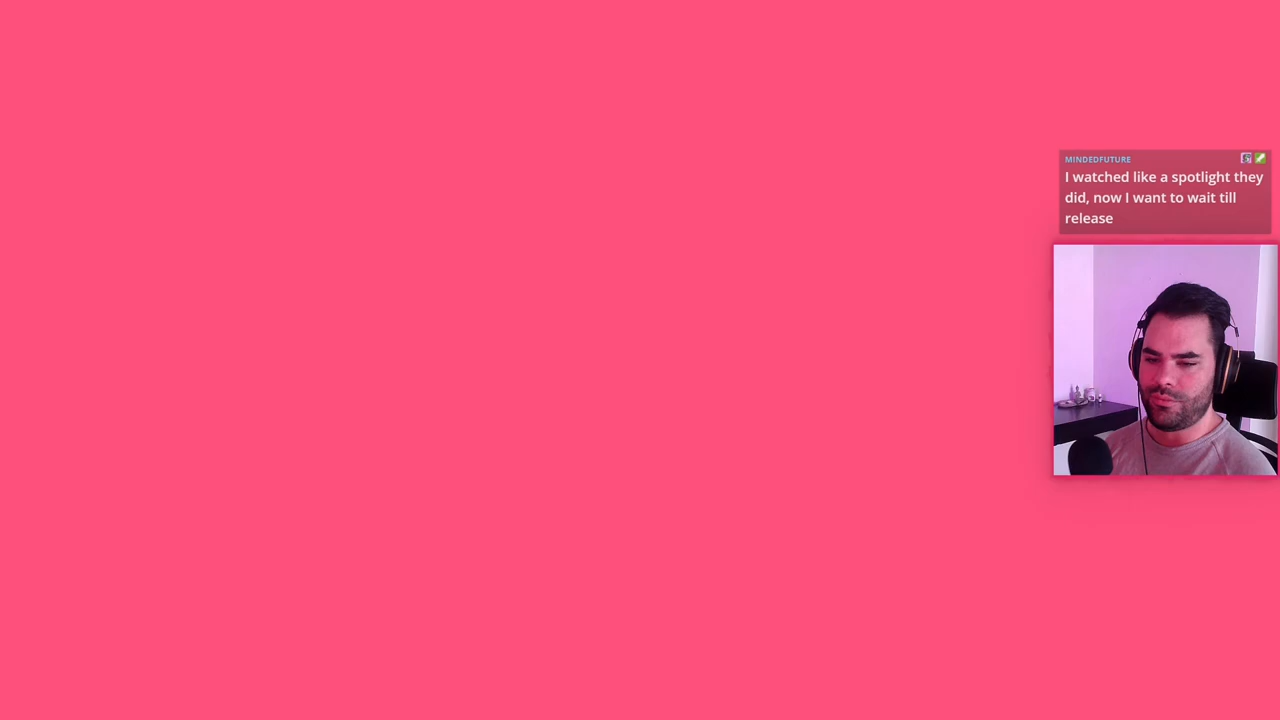 MINDEDFUTURE
I watched like a spotlight they
did, now I want to wait till
release